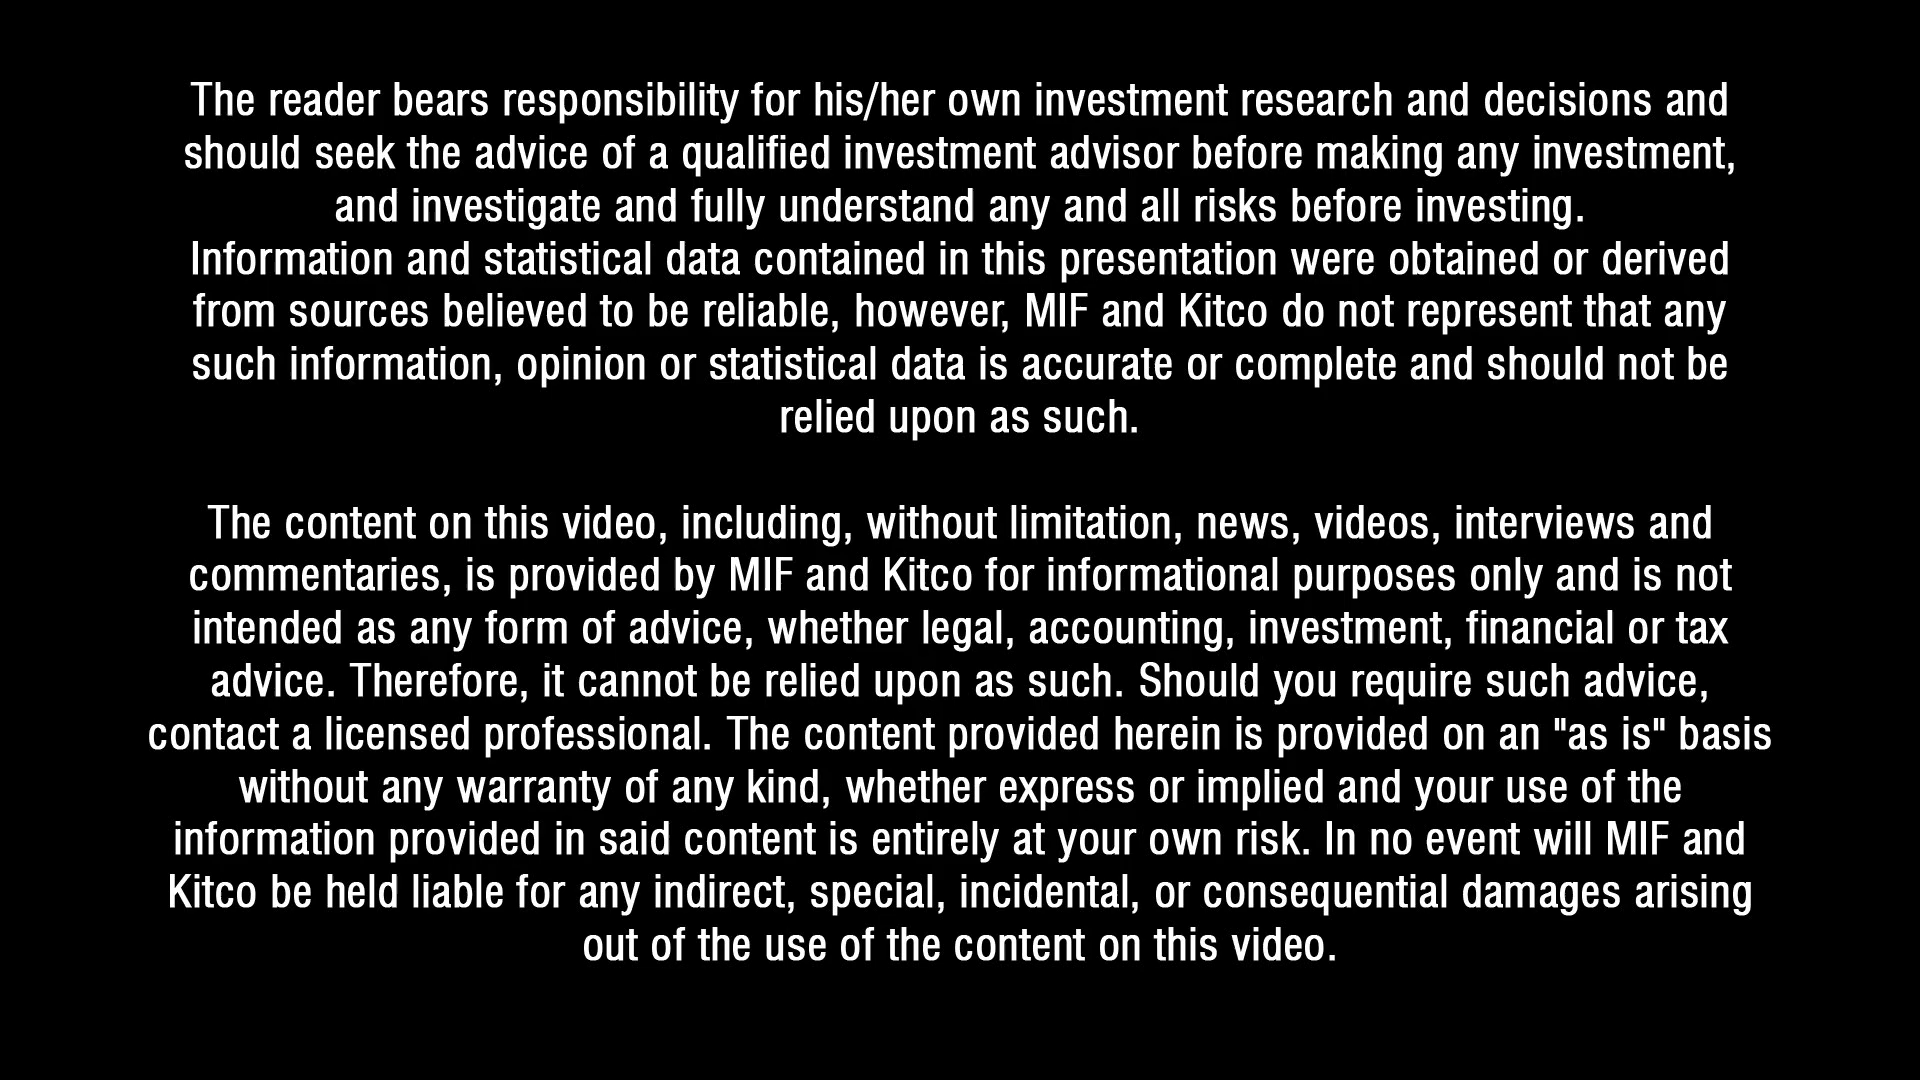 The reader bears responsibility for his/her own investment research and decisions and
should seek the advice of a qualified investment advisor before making any investment,
and investigate and fully understand any and all risks before investing.
Information and statistical data contained in this presentation were obtained or derived
from sources believed to be reliable, however, MIF and Kitco do not represent that any
such information, opinion or statistical data is accurate or complete and should not be
relied upon as such.
The content on this video, including, without limitation, news, videos, interviews and
commentaries, is provided by MIF and Kitco for informational purposes only and is not
intended as any form of advice, whether legal, accounting, investment, financial or tax
advice. Therefore, it cannot be relied upon as such. Should you require such advice,
contact a licensed professional. The content provided herein is provided on an "as is" basis
without any warranty of any kind, whether express or implied and your use of the
information provided in said content is entirely at your own risk. In no event will MIF and
Kitco be held liable for any indirect, special, incidental, or consequential damages arising
out of the use of the content on this video.